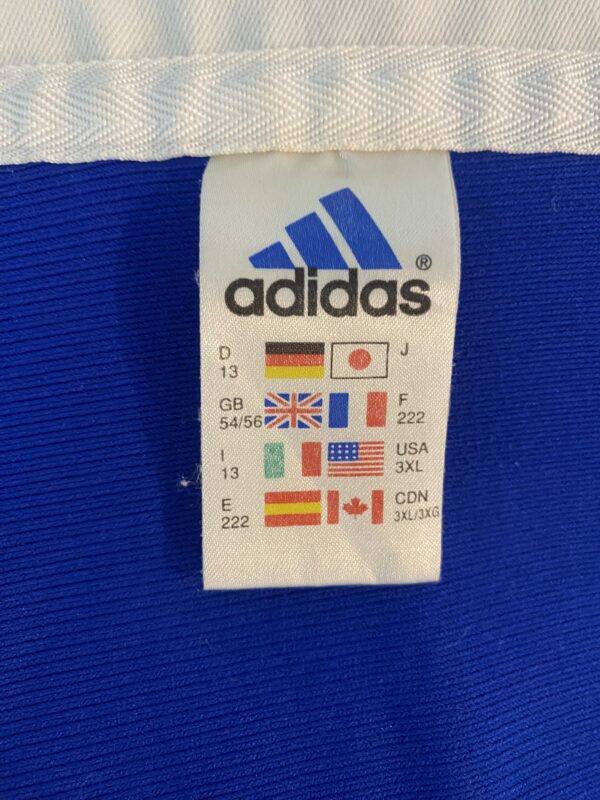 adidas®
D J
13
GB F
54/56 222
I USA
13 3XL
E CDN
222 3XL/3XG